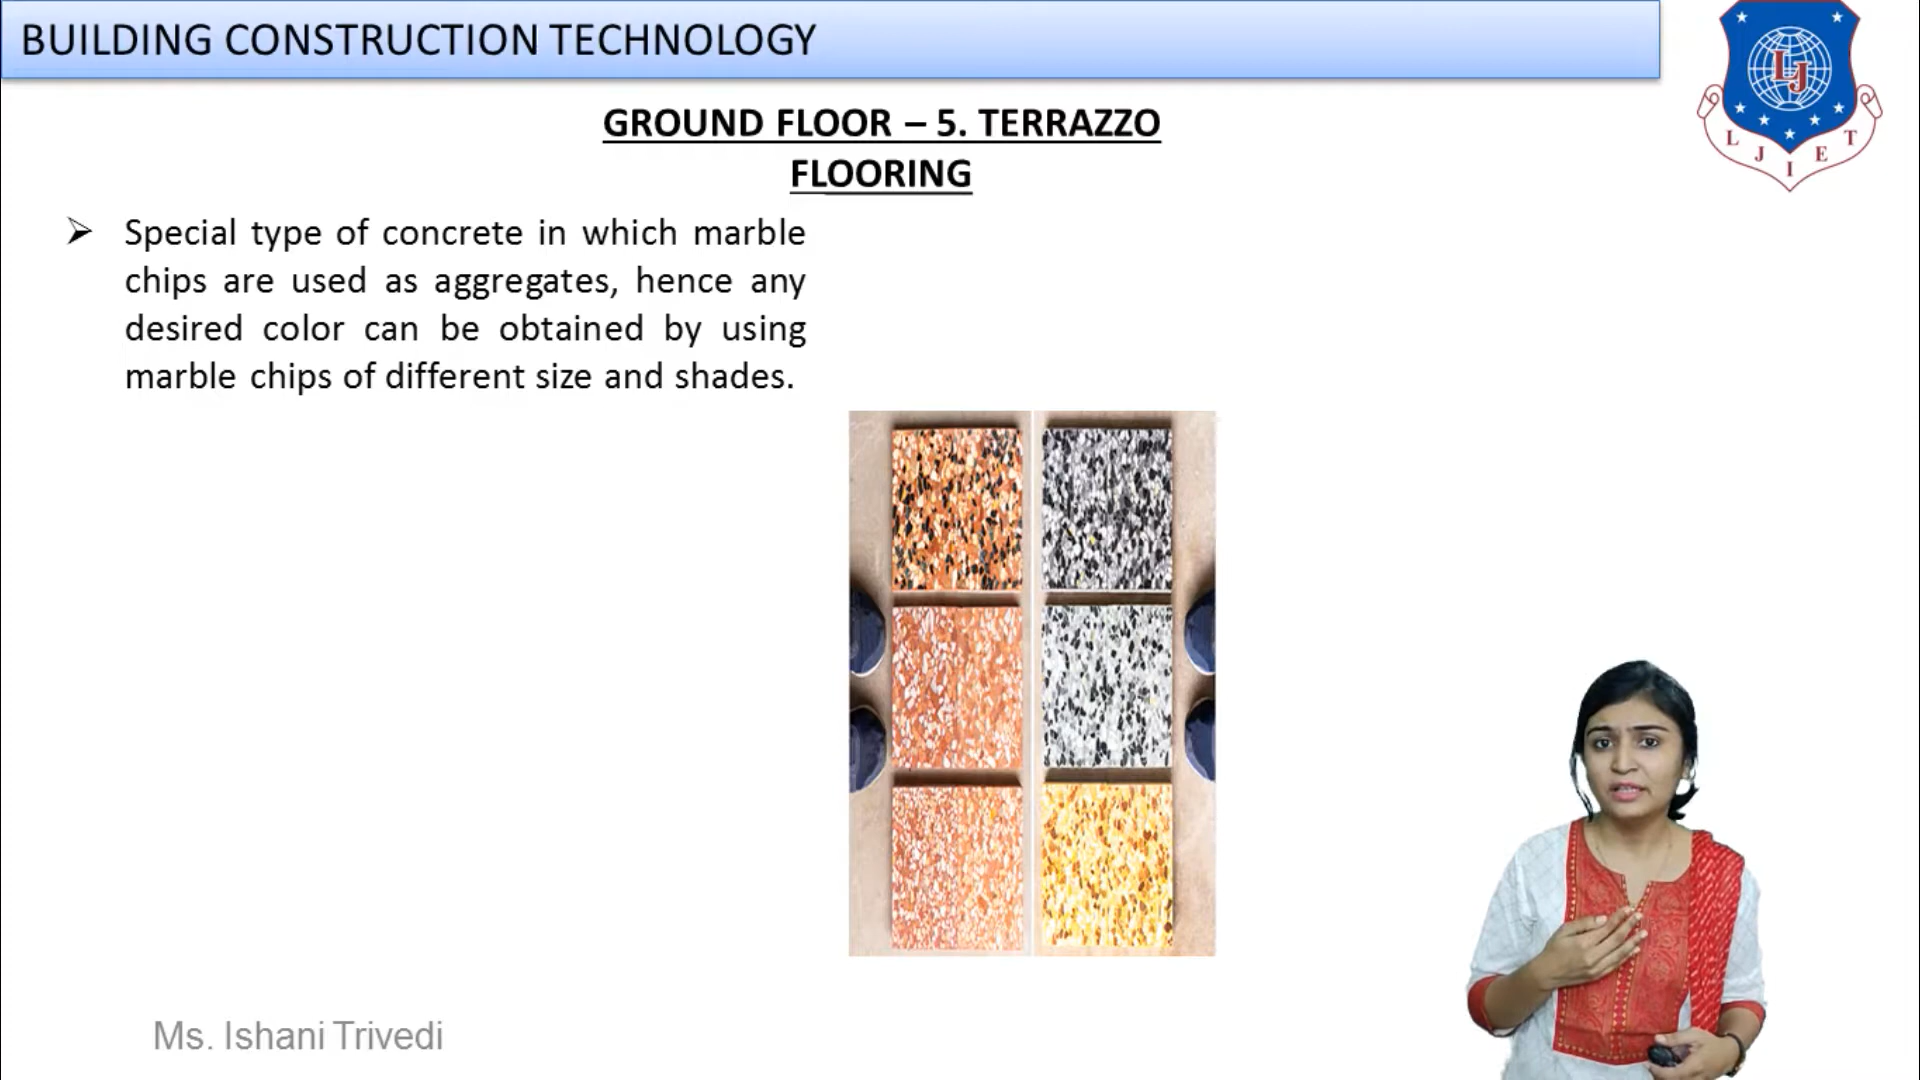 BUILDING CONSTRUCTION TECHNOLOGY
GROUND FLOOR – 5. TERRAZZO
FLOORING
➢ Special type of concrete in which marble
chips are used as aggregates, hence any
desired color can be obtained by using
marble chips of different size and shades.
Ms. Ishani Trivedi
LJ
L J I E T